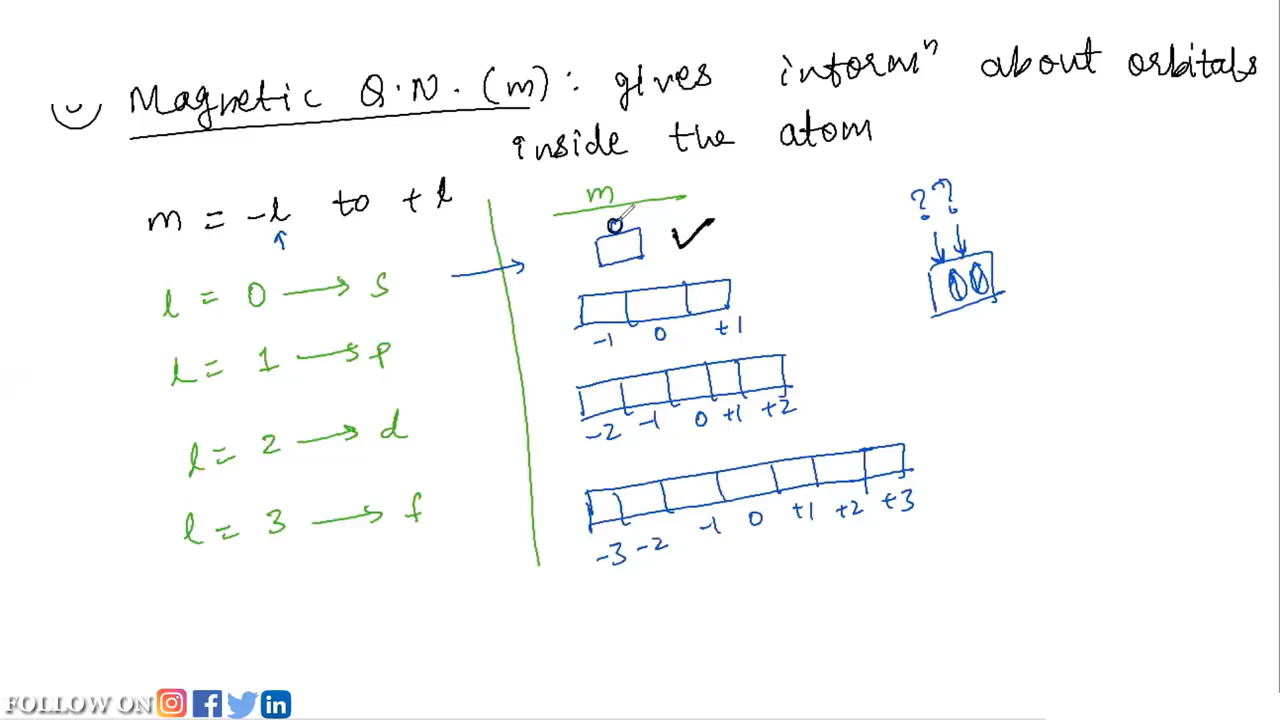 Magnetic Q.N. (m): gives informⁿ about orbitals
inside the atom
m = -l to +l
l = 0 → s
l = 1 → p
l = 2 → d
l = 3 → f
m
0
-1 0 +1
-2 -1 0 +1 +2
-3 -2 -1 0 +1 +2 +3
??
FOLLOW ON